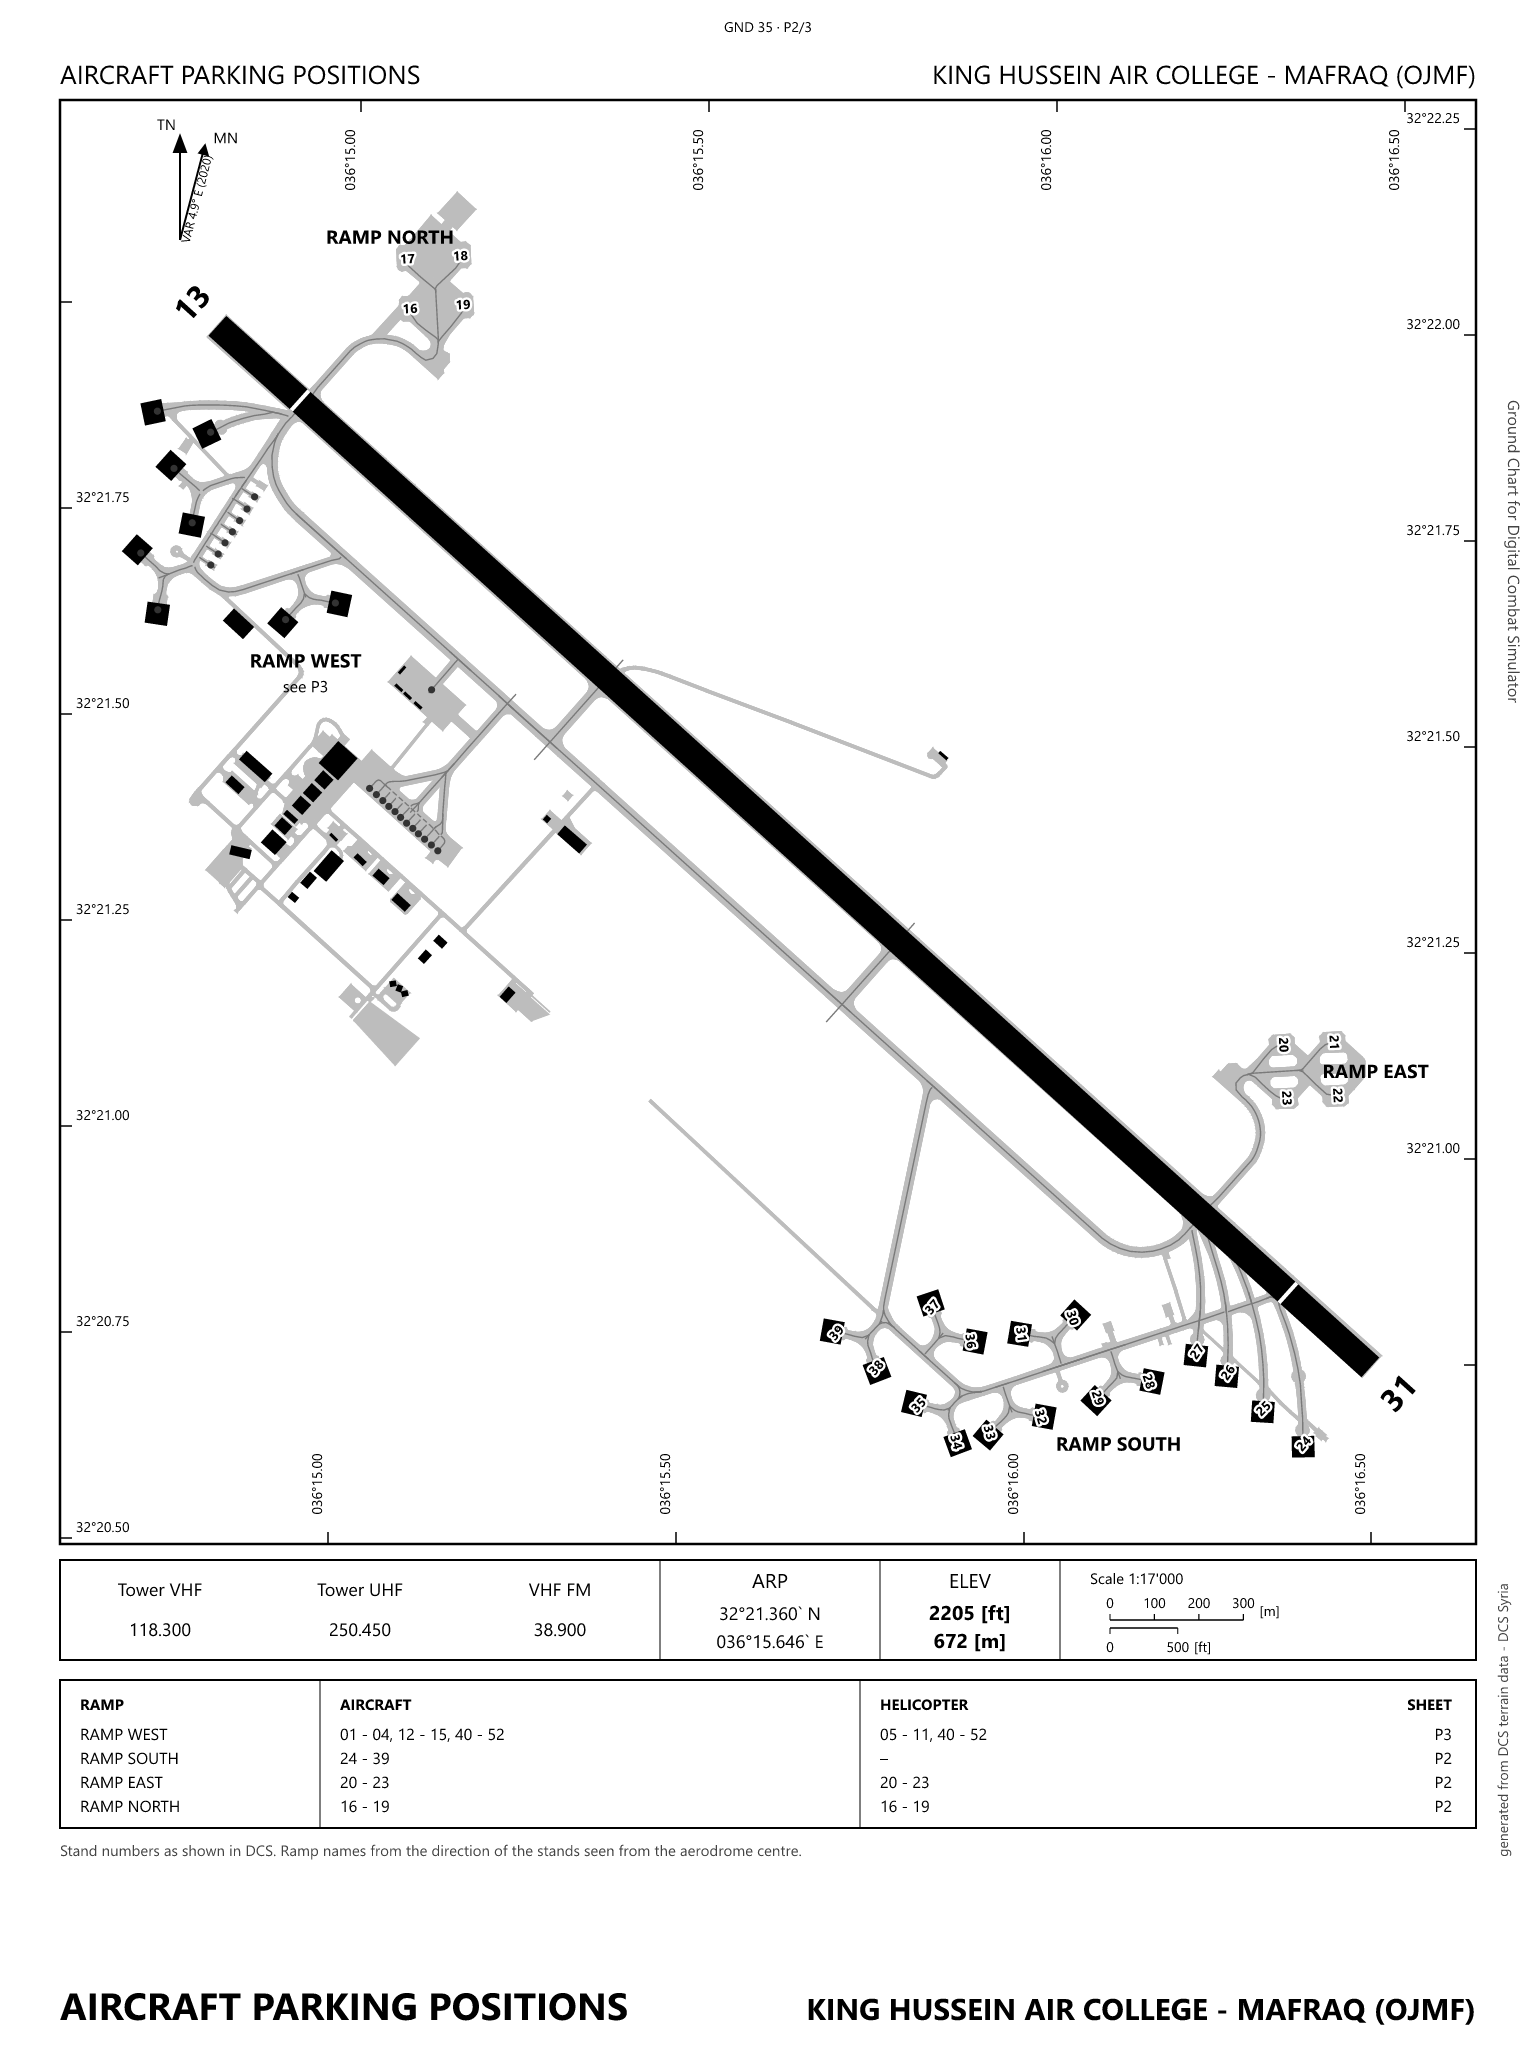 GND 35 · P2/3
AIRCRAFT PARKING POSITIONS
KING HUSSEIN AIR COLLEGE - MAFRAQ (OJMF)
TN
MN
VAR 4.9° E (2020)
036°15.00
036°15.50
036°16.00
036°16.50
32°22.25
RAMP NORTH
17
18
16
19
13
32°22.00
32°21.75
32°21.75
RAMP WEST
see P3
32°21.50
32°21.50
32°21.25
32°21.25
20
21
RAMP EAST
23
22
32°21.00
32°21.00
32°20.75
39
37
36
38
31
30
27
26
28
29
25
35
32
33
34
24
31
RAMP SOUTH
036°15.00
036°15.50
036°16.00
036°16.50
32°20.50
Ground Chart for Digital Combat Simulator
Tower VHF
118.300
Tower UHF
250.450
VHF FM
38.900
ARP
32°21.360` N
036°15.646` E
ELEV
2205 [ft]
672 [m]
Scale 1:17'000
0 100 200 300 [m]
0 500 [ft]
RAMP AIRCRAFT HELICOPTER SHEET
RAMP WEST 01 - 04, 12 - 15, 40 - 52 05 - 11, 40 - 52 P3
RAMP SOUTH 24 - 39 – P2
RAMP EAST 20 - 23 20 - 23 P2
RAMP NORTH 16 - 19 16 - 19 P2
generated from DCS terrain data - DCS Syria
Stand numbers as shown in DCS. Ramp names from the direction of the stands seen from the aerodrome centre.
AIRCRAFT PARKING POSITIONS
KING HUSSEIN AIR COLLEGE - MAFRAQ (OJMF)